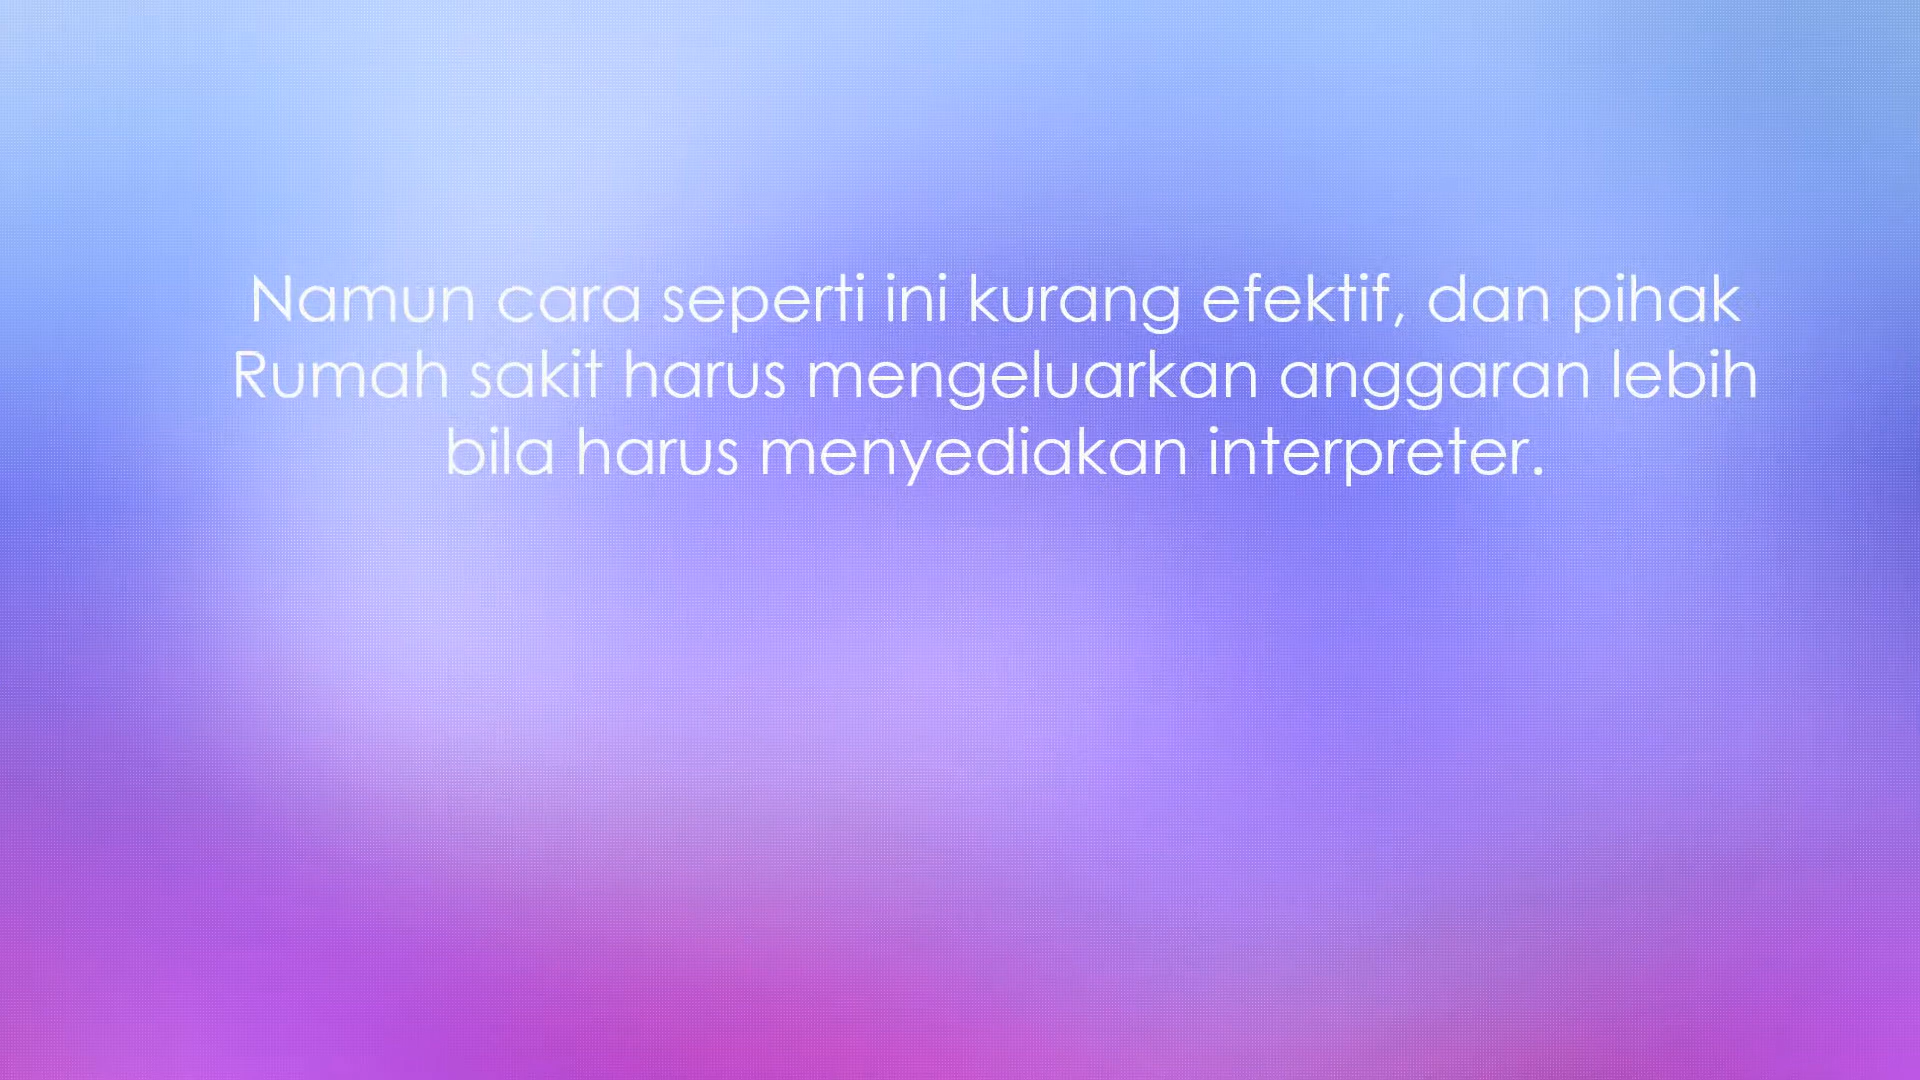 Namun cara seperti ini kurang efektif, dan pihak
Rumah sakit harus mengeluarkan anggaran lebih
bila harus menyediakan interpreter.